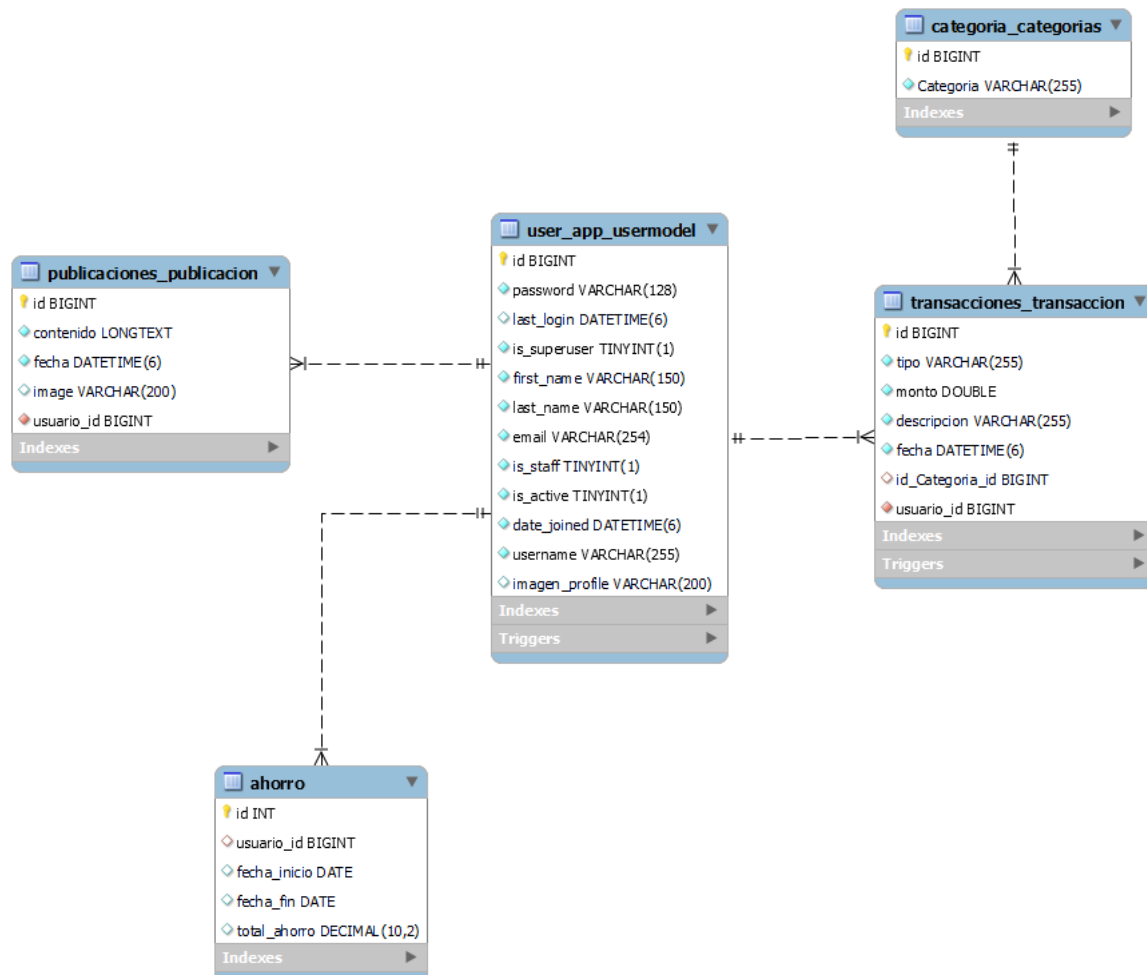 categoria_categorias
id BIGINT
Categoria VARCHAR(255)
Indexes
user_app_usermodel
id BIGINT
password VARCHAR(128)
last_login DATETIME(6)
is_superuser TINYINT(1)
first_name VARCHAR(150)
last_name VARCHAR(150)
email VARCHAR(254)
is_staff TINYINT(1)
is_active TINYINT(1)
date_joined DATETIME(6)
username VARCHAR(255)
imagen_profile VARCHAR(200)
Indexes
Triggers
publicaciones_publicacion
id BIGINT
contenido LONGTEXT
fecha DATETIME(6)
image VARCHAR(200)
usuario_id BIGINT
Indexes
transacciones_transaccion
id BIGINT
tipo VARCHAR(255)
monto DOUBLE
descripcion VARCHAR(255)
fecha DATETIME(6)
id_Categoria_id BIGINT
usuario_id BIGINT
Indexes
Triggers
ahorro
id INT
usuario_id BIGINT
fecha_inicio DATE
fecha_fin DATE
total_ahorro DECIMAL(10,2)
Indexes